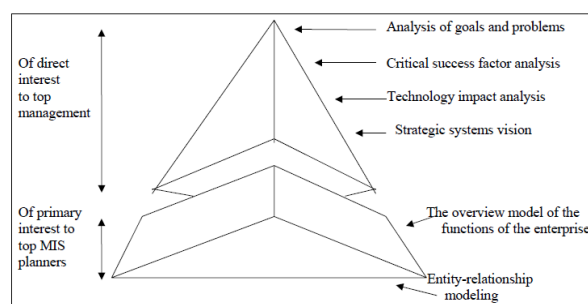 Analysis of goals and problems
Of direct
interest
to top
management
Critical success factor analysis
Technology impact analysis
Strategic systems vision
Of primary
interest to
top MIS
planners
The overview model of the
functions of the enterprise
Entity-relationship
modeling